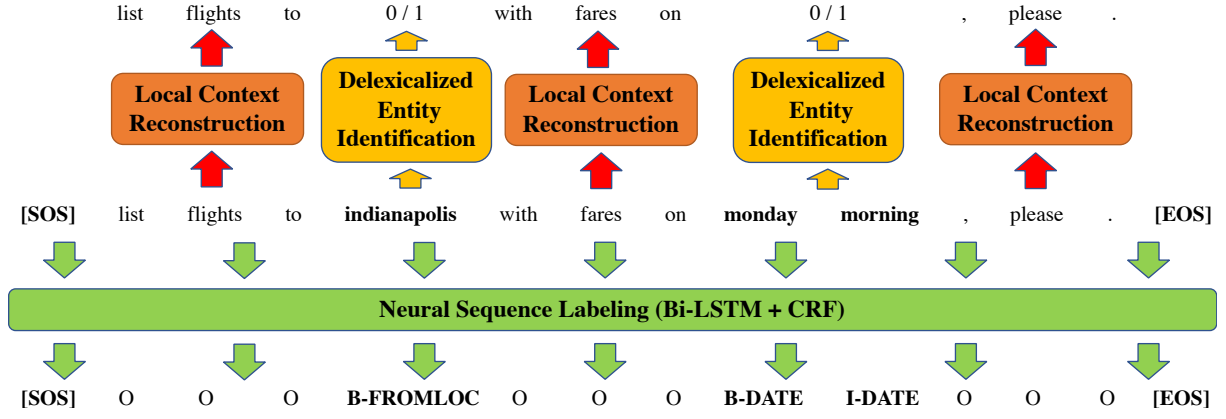 list flights to 0 / 1 with fares on 0 / 1 , please .
Local Context Reconstruction
Delexicalized Entity Identification
Local Context Reconstruction
Delexicalized Entity Identification
Local Context Reconstruction
[SOS] list flights to indianapolis with fares on monday morning , please . [EOS]
Neural Sequence Labeling (Bi-LSTM + CRF)
[SOS] O O O B-FROMLOC O O O B-DATE I-DATE O O O [EOS]